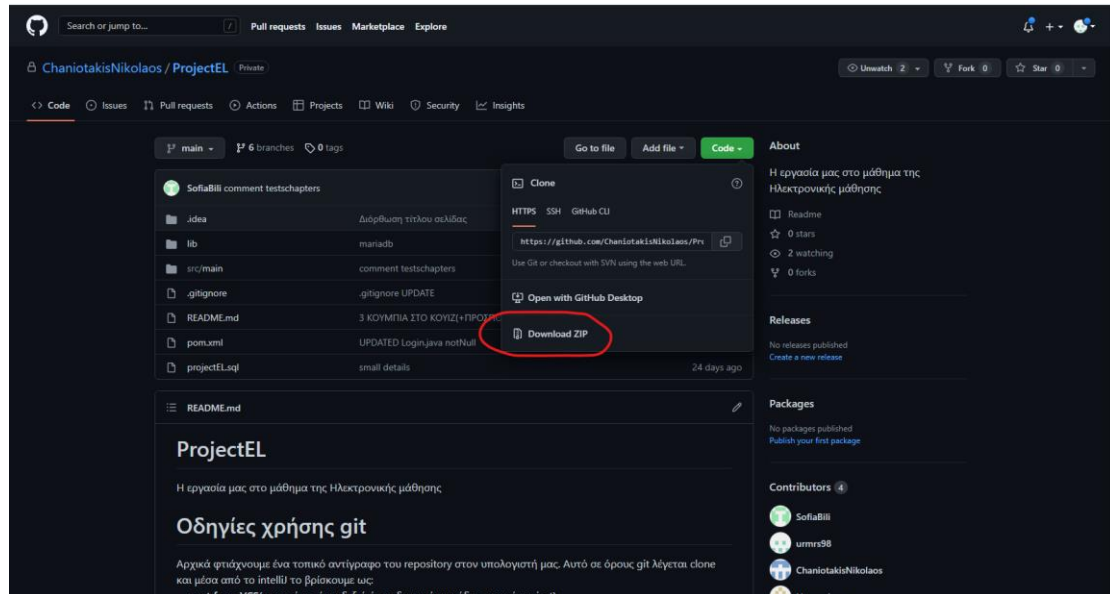 Search or jump to... / Pull requests Issues Marketplace Explore
ChaniotakisNikolaos / ProjectEL Private
Unwatch 2 Fork 0 Star 0
<> Code Issues Pull requests Actions Projects Wiki Security Insights
main 6 branches 0 tags
Go to file Add file Code
SofiaBili comment testschapters
.idea Διόρθωση τίτλου σελίδας
lib mariadb
src/main comment testschapters
.gitignore .gitignore UPDATE
README.md 3 ΚΟΥΜΠΙΑ ΣΤΟ ΚΟΥΙΖ(+ΠΡΟΣΠ
pom.xml UPDATED Login.java notNull
projectEL.sql small details 24 days ago
Clone
HTTPS SSH GitHub CLI
https://github.com/ChaniotakisNikolaos/Pro
Use Git or checkout with SVN using the web URL.
Open with GitHub Desktop
Download ZIP
README.md
ProjectEL
Η εργασία μας στο μάθημα της Ηλεκτρονικής μάθησης
Οδηγίες χρήσης git
Αρχικά φτιάχνουμε ένα τοπικό αντίγραφο του repository στον υπολογιστή μας. Αυτό σε όρους git λέγεται clone
και μέσα από το intelliJ το βρίσκουμε ως:
About
Η εργασία μας στο μάθημα της
Ηλεκτρονικής μάθησης
Readme
0 stars
2 watching
0 forks
Releases
No releases published
Create a new release
Packages
No packages published
Publish your first package
Contributors 4
SofiaBili
urmrs98
ChaniotakisNikolaos